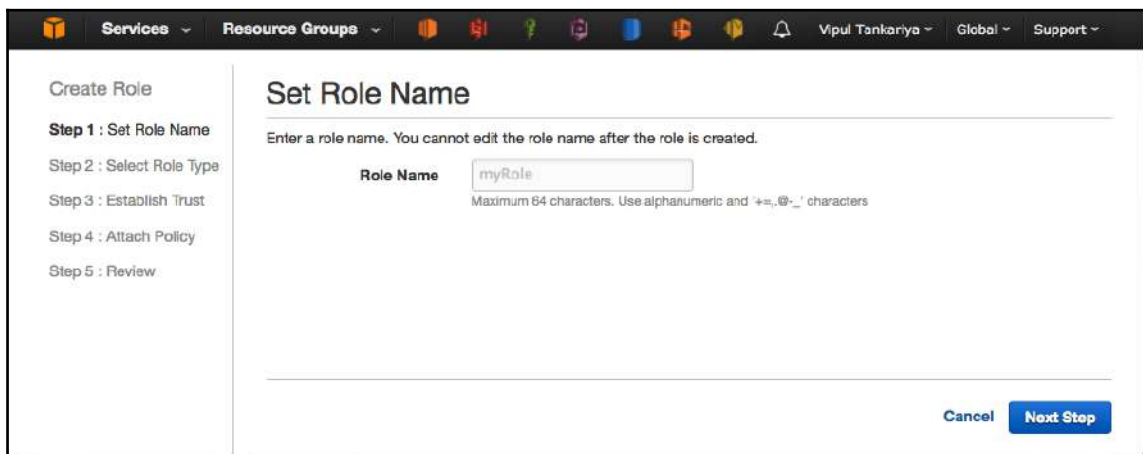 Services Resource Groups Vipul Tankariya Global Support
Create Role
Step 1 : Set Role Name
Step 2 : Select Role Type
Step 3 : Establish Trust
Step 4 : Attach Policy
Step 5 : Review
Set Role Name
Enter a role name. You cannot edit the role name after the role is created.
Role Name myRole
Maximum 64 characters. Use alphanumeric and '+=,.@-_' characters
Cancel Next Step